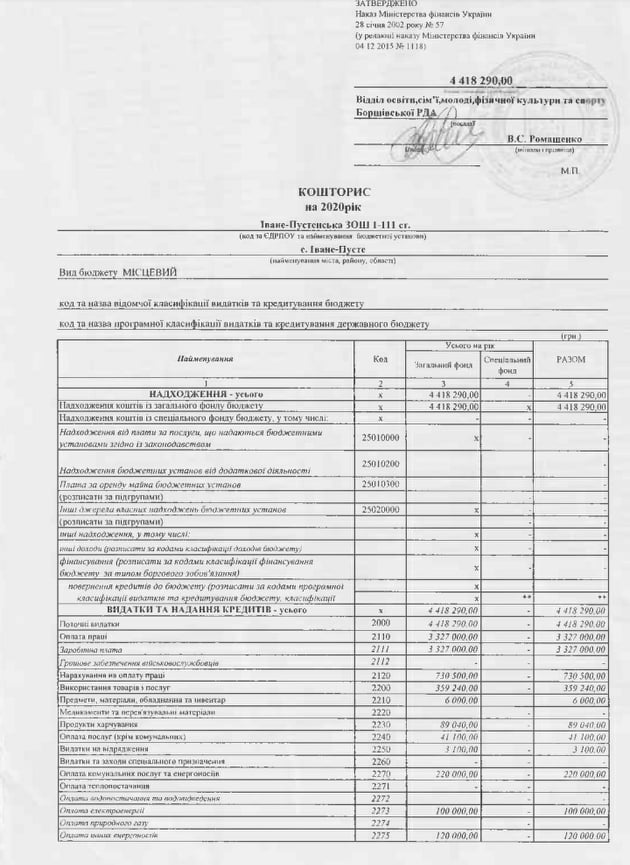 ЗАТВЕРДЖЕНО
Наказ Міністерства фінансів України
28 січня 2002 року № 57
(у редакції наказу Міністерства фінансів України
04 12 2015 № 1118)
4 418 290,00
Відділ освіти,сім'ї,молоді,фізичної культури та спорту
Борщівської РДА
(посада)
В.С. Ромащенко
(ініціали і прізвище)
М.П.
КОШТОРИС
на 2020рік
Іване-Пустенська ЗОШ 1-111 ст.
(код за ЄДРПОУ та найменування бюджетної установи)
с. Іване-Пусте
(найменування міста, району, області)
Вид бюджету МІСЦЕВИЙ
код та назва відомчої класифікації видатків та кредитування бюджету
код та назва програмної класифікації видатків та кредитування державного бюджету
(грн.)
Найменування Код Усього на рік РАЗОМ
Загальний фонд Спеціальний фонд
1 2 3 4 5
НАДХОДЖЕННЯ - усього х 4 418 290,00 - 4 418 290,00
Надходження коштів із загального фонду бюджету х 4 418 290,00 х 4 418 290,00
Надходження коштів із спеціального фонду бюджету, у тому числі: х - - -
Надходження від плати за послуги, що надаються бюджетними
установами згідно із законодавством 25010000 х - -
Надходження бюджетних установ від додаткової діяльності 25010200 -
Плата за оренду майна бюджетних установ 25010300 -
(розписати за підгрупами) -
Інші джерела власних надходжень бюджетних установ 25020000 х - -
(розписати за підгрупами) - -
інші надходження, у тому числі: х - -
інші доходи (розписати за кодами класифікації доходів бюджету) х - -
фінансування (розписати за кодами класифікації фінансування
бюджету за типом боргового зобов'язання) х - -
повернення кредитів до бюджету (розписати за кодами програмної х - -
класифікації видатків та кредитування бюджету, класифікації х ** **
ВИДАТКИ ТА НАДАННЯ КРЕДИТІВ - усього х 4 418 290,00 - 4 418 290,00
Поточні видатки 2000 4 418 290,00 - 4 418 290,00
Оплата праці 2110 3 327 000,00 - 3 327 000,00
Заробітна плата 2111 3 327 000,00 - 3 327 000,00
Грошове забезпечення військовослужбовців 2112 - - -
Нарахування на оплату праці 2120 730 500,00 - 730 500,00
Використання товарів і послуг 2200 359 240,00 - 359 240,00
Предмети, матеріали, обладнання та інвентар 2210 6 000,00 - 6 000,00
Медикаменти та перев'язувальні матеріали 2220 - -
Продукти харчування 2230 89 040,00 - 89 040,00
Оплата послуг (крім комунальних) 2240 41 100,00 - 41 100,00
Видатки на відрядження 2250 3 100,00 - 3 100,00
Видатки та заходи спеціального призначення 2260 - - -
Оплата комунальних послуг та енергоносіїв 2270 220 000,00 - 220 000,00
Оплата теплопостачання 2271 - -
Оплата водопостачання та водовідведення 2272 - -
Оплата електроенергії 2273 100 000,00 - 100 000,00
Оплата природного газу 2274 - -
Оплата інших енергоносіїв 2275 120 000,00 - 120 000,00